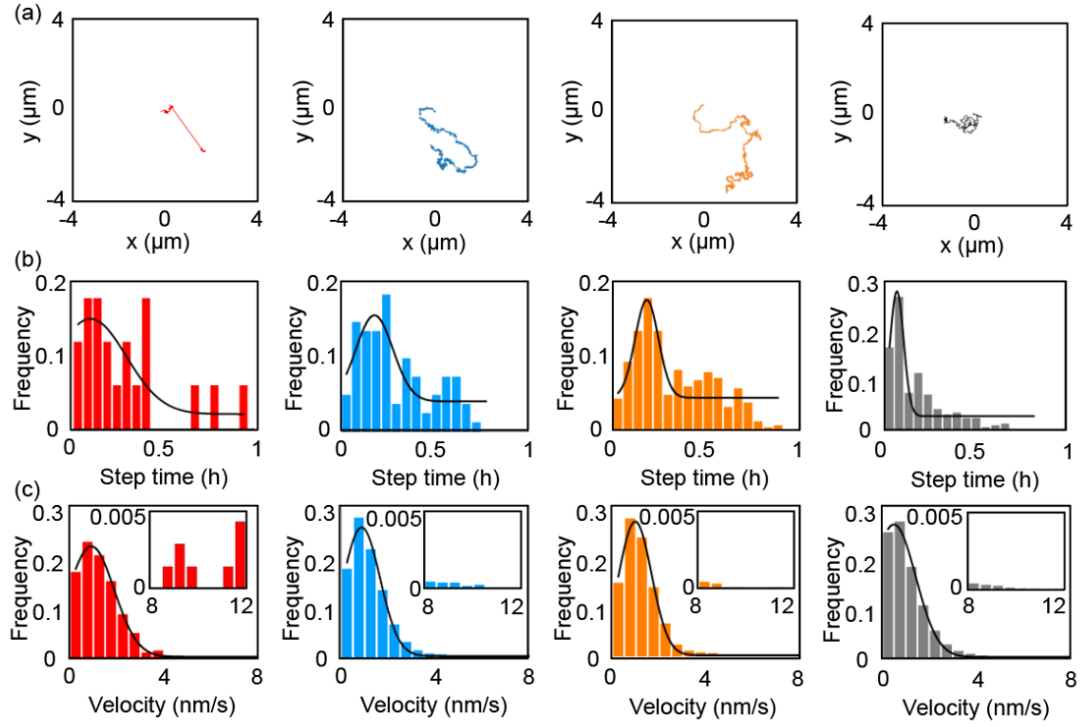 (a)
4 4 4 4
y (μm) y (μm) y (μm) y (μm)
0 0 0 0
-4 -4 -4 -4
-4 0 4 -4 0 4 -4 0 4 -4 0 4
x (μm) x (μm) x (μm) x (μm)
(b)
0.2 0.2 0.2 0.3
Frequency Frequency Frequency Frequency
0.2
0.1 0.1 0.1 0.1
0 0 0 0
0 0.5 1 0 0.5 1 0 0.5 1 0 0.5 1
Step time (h) Step time (h) Step time (h) Step time (h)
(c)
0.3 0.005 0.3 0.005 0.3 0.005 0.3 0.005
Frequency Frequency Frequency Frequency
0.2 0.2 0.2 0.2
0 0 0 0
8 12 8 12 8 12 8 12
0.1 0.1 0.1 0.1
0 0 0 0
0 4 8 0 4 8 0 4 8 0 4 8
Velocity (nm/s) Velocity (nm/s) Velocity (nm/s) Velocity (nm/s)